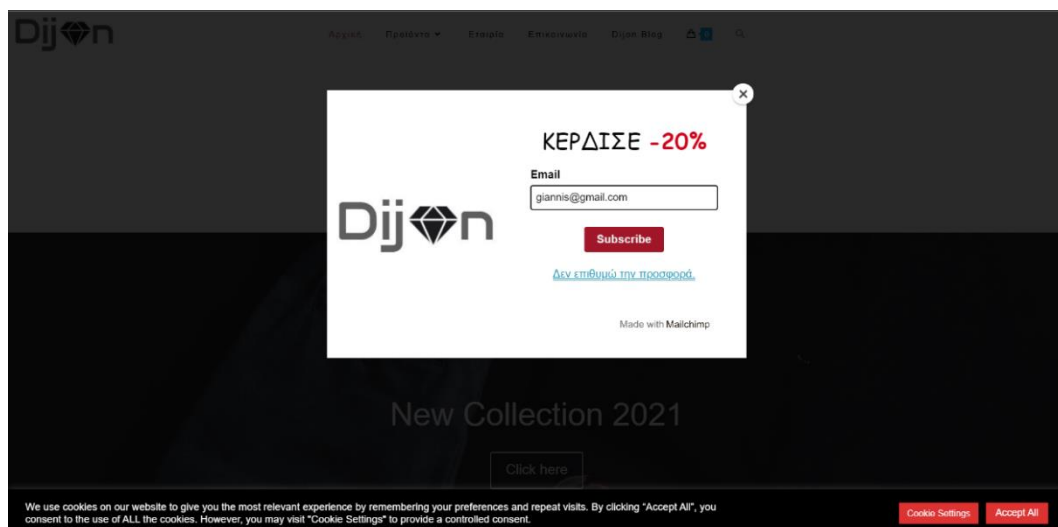 Dijon
Αρχική Προϊόντα Εταιρία Επικοινωνία Dijon Blog 0
×
ΚΕΡΔΙΣΕ -20%
Email
giannis@gmail.com
Dijon
Subscribe
Δεν επιθυμώ την προσφορά.
Made with Mailchimp
New Collection 2021
Click here
We use cookies on our website to give you the most relevant experience by remembering your preferences and repeat visits. By clicking "Accept All", you
consent to the use of ALL the cookies. However, you may visit "Cookie Settings" to provide a controlled consent.
Cookie Settings Accept All